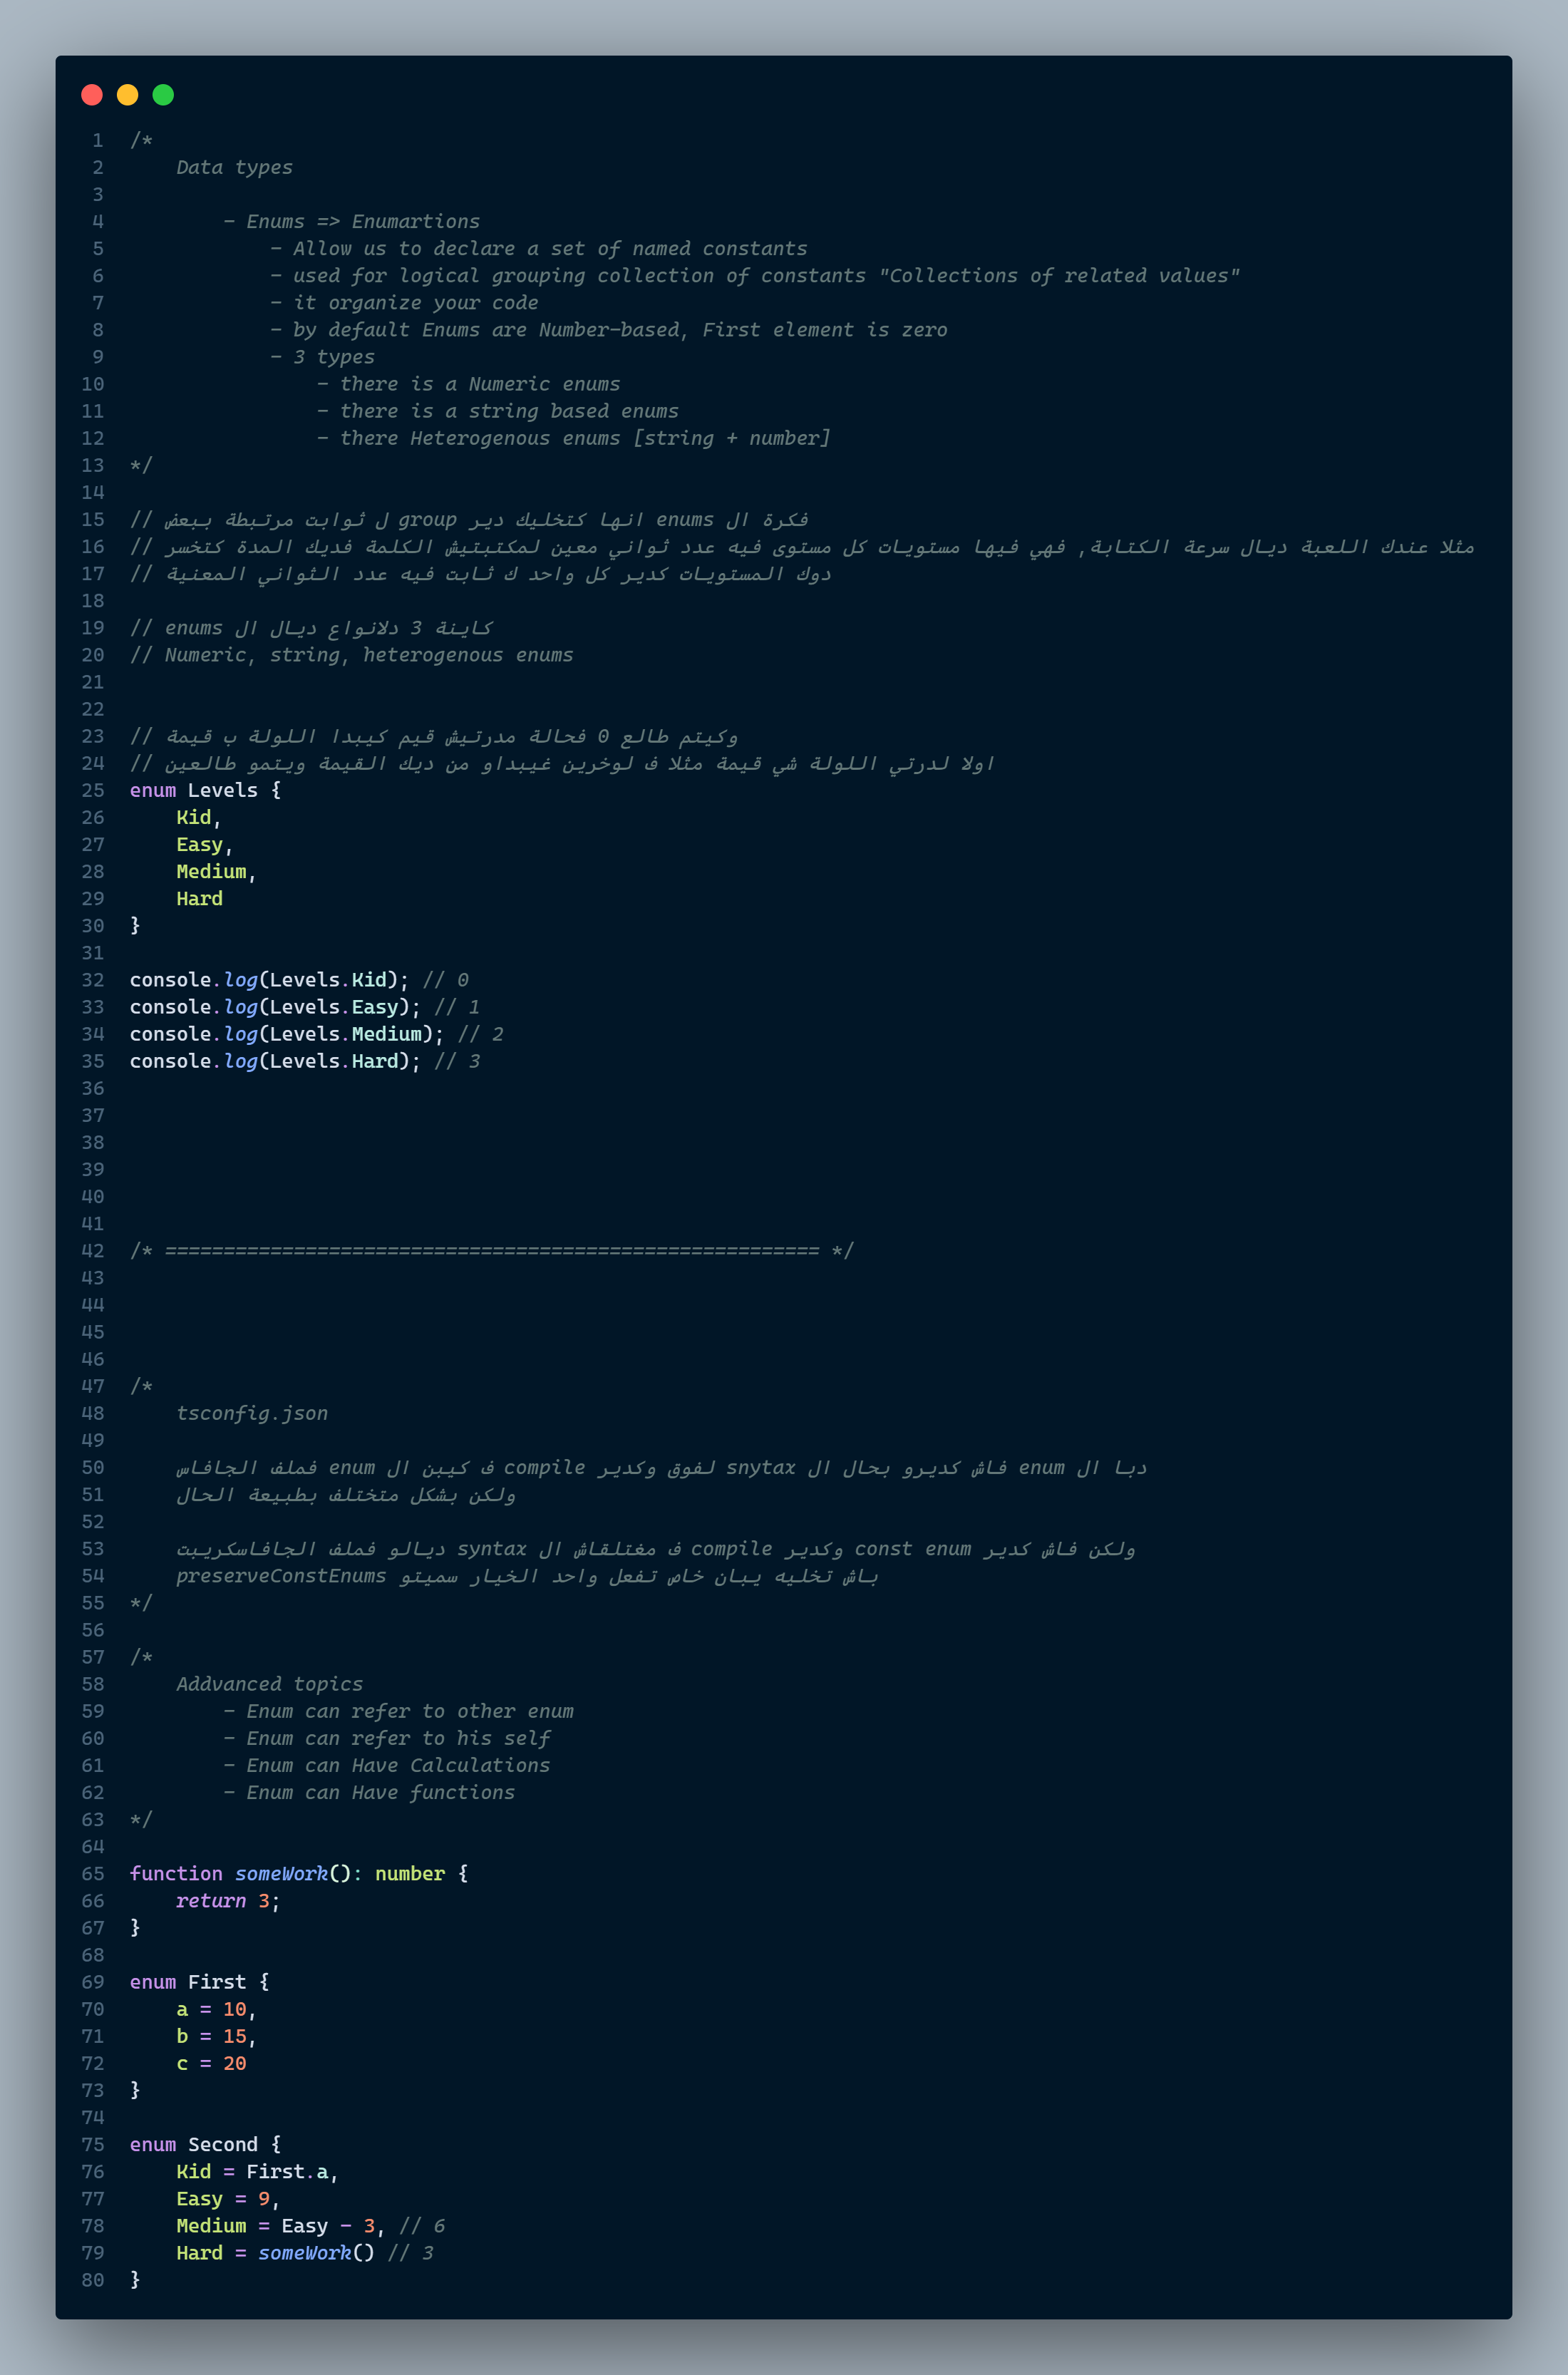 1 /*
2 Data types
3
4 - Enums => Enumartions
5 - Allow us to declare a set of named constants
6 - used for logical grouping collection of constants "Collections of related values"
7 - it organize your code
8 - by default Enums are Number-based, First element is zero
9 - 3 types
10 - there is a Numeric enums
11 - there is a string based enums
12 - there Heterogenous enums [string + number]
13 */
14
15 // فكرة ال enums انها كتخليك دير group ل ثوابت مرتبطة ببعض
16 // مثلا عندك اللعبة ديال سرعة الكتابة, فهي فيها مستويات كل مستوى فيه عدد ثواني معين لمكتبتيش الكلمة فديك المدة كتخسر
17 // دوك المستويات كدير كل واحد ك ثابت فيه عدد الثواني المعنية
18
19 // كاينة 3 دلانواع ديال ال enums
20 // Numeric, string, heterogenous enums
21
22
23 // فحالة مدرتيش قيم كيبدا اللولة ب قيمة 0 وكيتم طالع
24 // اولا لدرتي اللولة شي قيمة مثلا ف لوخرين غيبداو من ديك القيمة ويتمو طالعين
25 enum Levels {
26 Kid,
27 Easy,
28 Medium,
29 Hard
30 }
31
32 console.log(Levels.Kid); // 0
33 console.log(Levels.Easy); // 1
34 console.log(Levels.Medium); // 2
35 console.log(Levels.Hard); // 3
36
37
38
39
40
41
42 /* ======================================================== */
43
44
45
46
47 /*
48 tsconfig.json
49
50 دبا ال enum فاش كديرو بحال ال snytax لفوق وكدير compile ف كيبن ال enum فملف الجافاس
51 ولكن بشكل متختلف بطبيعة الحال
52
53 ولكن فاش كدير const enum وكدير compile ف مغتلقاش ال syntax ديالو فملف الجافاسكريبت
54 باش تخليه يبان خاص تفعل واحد الخيار سميتو preserveConstEnums
55 */
56
57 /*
58 Addvanced topics
59 - Enum can refer to other enum
60 - Enum can refer to his self
61 - Enum can Have Calculations
62 - Enum can Have functions
63 */
64
65 function someWork(): number {
66 return 3;
67 }
68
69 enum First {
70 a = 10,
71 b = 15,
72 c = 20
73 }
74
75 enum Second {
76 Kid = First.a,
77 Easy = 9,
78 Medium = Easy - 3, // 6
79 Hard = someWork() // 3
80 }